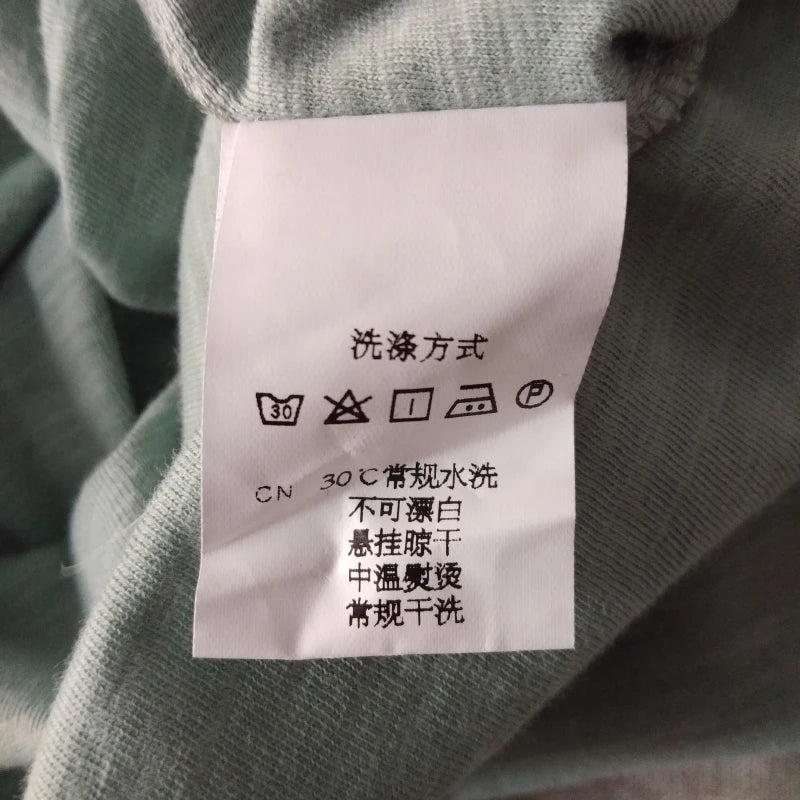 洗涤方式
30
P
CN 30℃常规水洗
不可漂白
悬挂晾干
中温熨烫
常规干洗